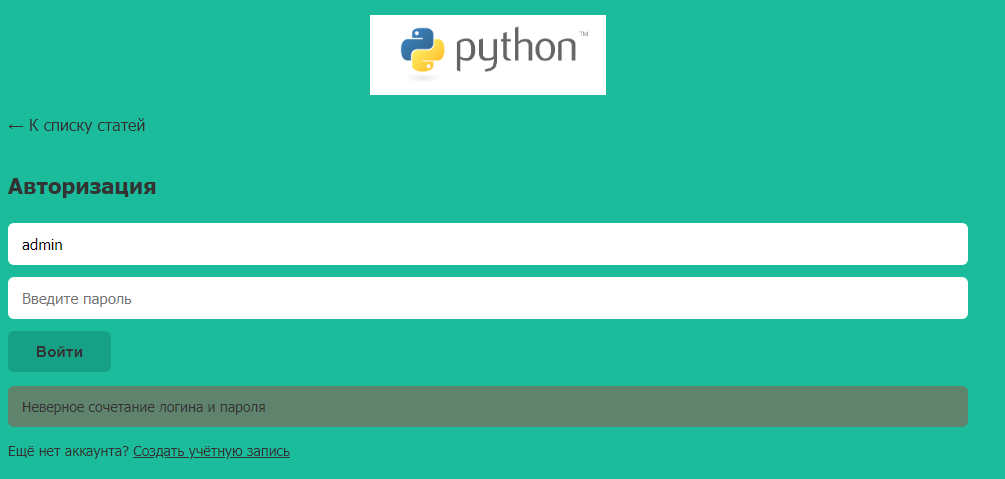 python™
← К списку статей
Авторизация
admin
Введите пароль
Войти
Неверное сочетание логина и пароля
Ещё нет аккаунта? Создать учётную запись